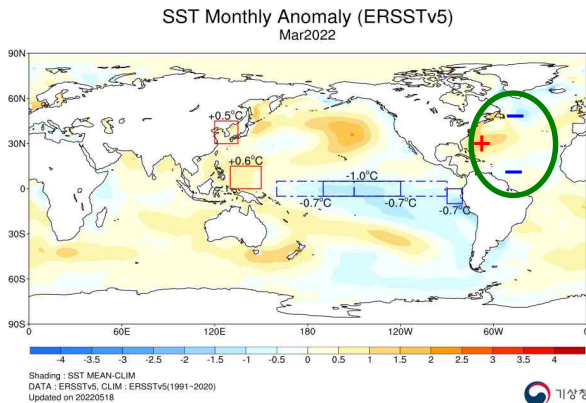 SST Monthly Anomaly (ERSSTv5)
Mar2022
90N
60N
30N
0
30S
60S
90S
+0.5°C
+0.6°C
-1.0°C
-0.7°C
-0.7°C
-0.7°C
0
60E
120E
180
120W
60W
-4 -3.5 -3 -2.5 -2 -1.5 -1 -0.5 0 0.5 1 1.5 2 2.5 3 3.5 4
Shading : SST MEAN-CLIM
DATA : ERSSTv5, CLIM : ERSSTv5(1991~2020)
Updated on 20220518
기상청